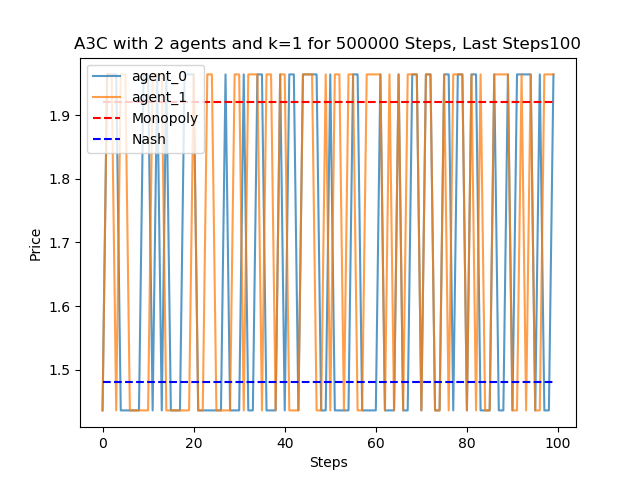 A3C with 2 agents and k=1 for 500000 Steps, Last Steps100
agent_0
agent_1
Monopoly
Nash
1.9
1.8
1.7
1.6
1.5
Price
0 20 40 60 80 100
Steps